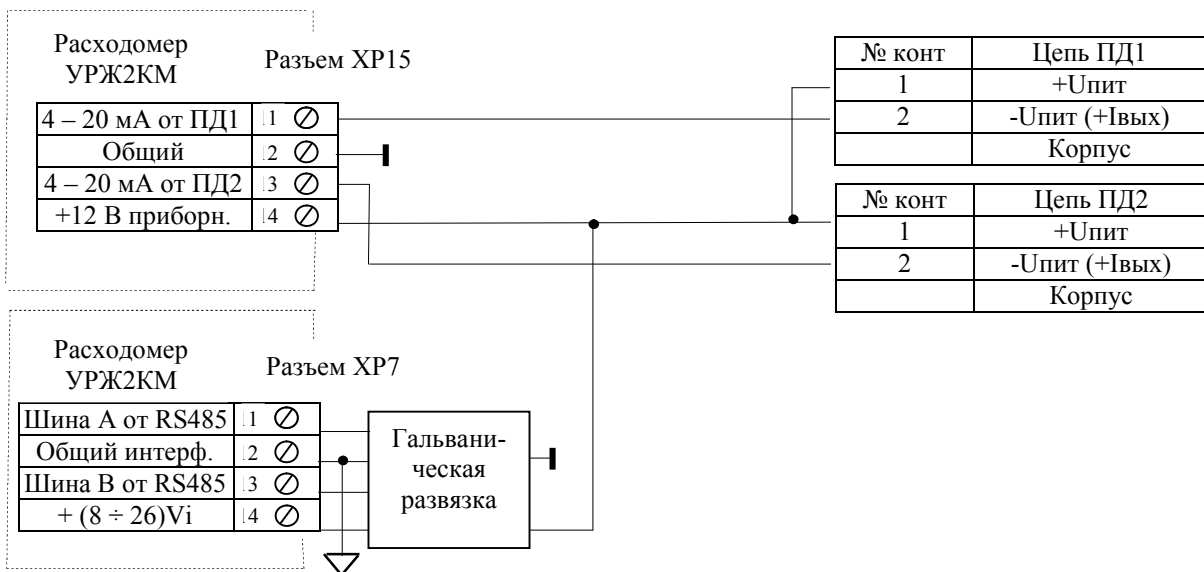 Расходомер
УРЖ2КМ
Разъем ХР15
4 – 20 мА от ПД1 1
Общий 2
4 – 20 мА от ПД2 3
+12 В приборн. 4
№ конт Цепь ПД1
1 +Uпит
2 -Uпит (+Iвых)
Корпус
№ конт Цепь ПД2
1 +Uпит
2 -Uпит (+Iвых)
Корпус
Расходомер
УРЖ2КМ
Разъем ХР7
Шина А от RS485 1
Общий интерф. 2
Шина В от RS485 3
+ (8 ÷ 26)Vi 4
Гальвани-
ческая
развязка